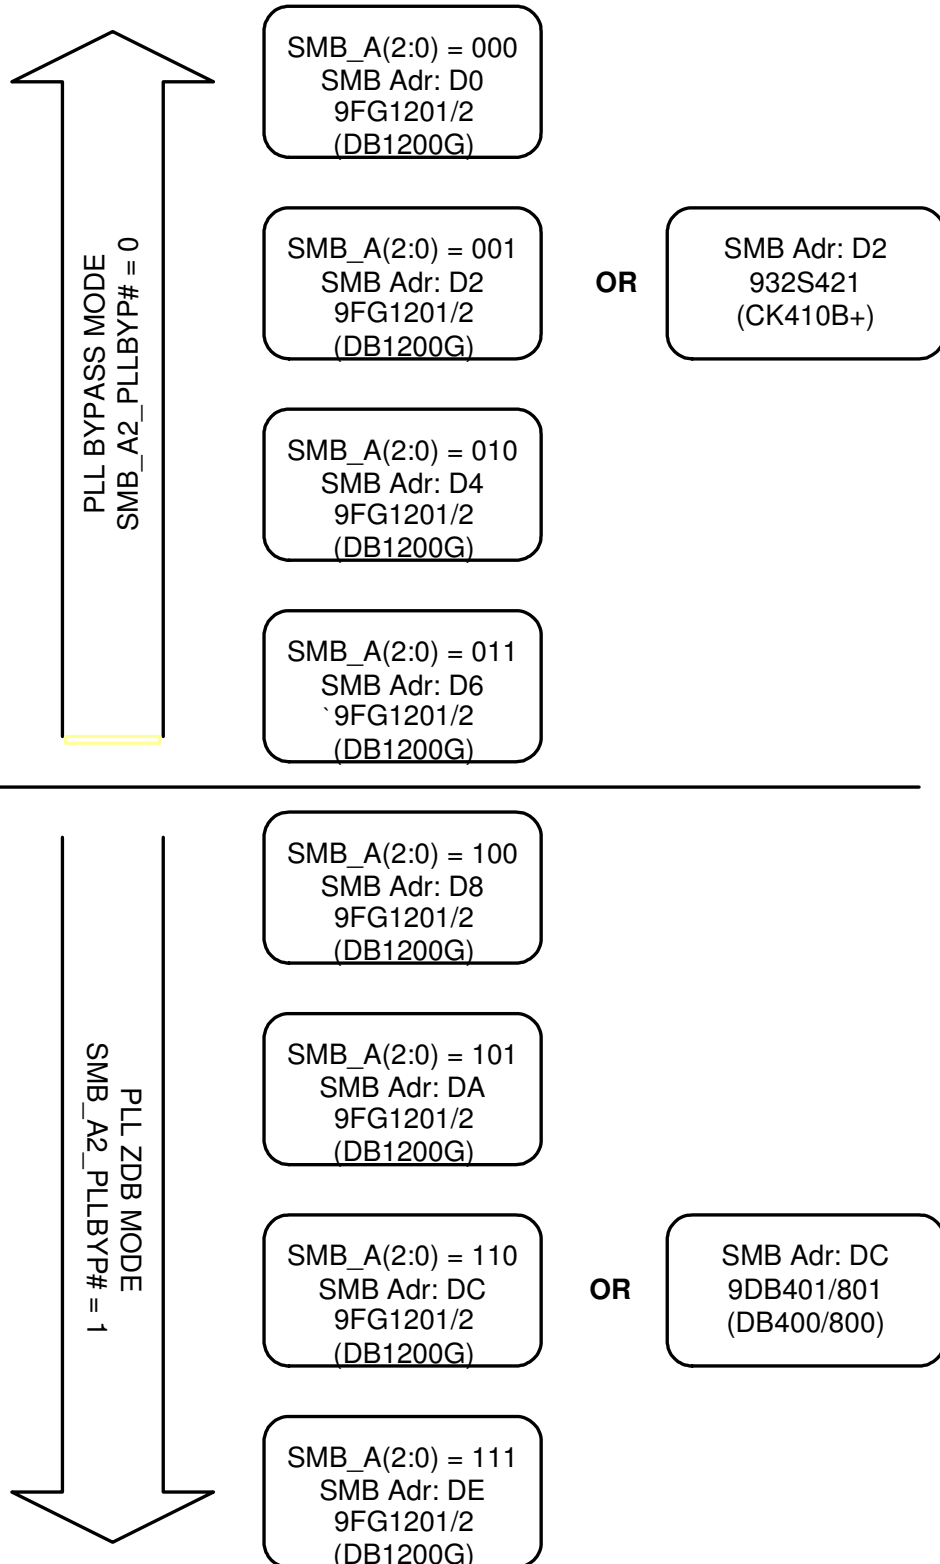 PLL BYPASS MODE
SMB_A2_PLLBYP# = 0
SMB_A(2:0) = 000
SMB Adr: D0
9FG1201/2
(DB1200G)
SMB_A(2:0) = 001
SMB Adr: D2
9FG1201/2
(DB1200G)
OR
SMB Adr: D2
932S421
(CK410B+)
SMB_A(2:0) = 010
SMB Adr: D4
9FG1201/2
(DB1200G)
SMB_A(2:0) = 011
SMB Adr: D6
`9FG1201/2
(DB1200G)
PLL ZDB MODE
SMB_A2_PLLBYP# = 1
SMB_A(2:0) = 100
SMB Adr: D8
9FG1201/2
(DB1200G)
SMB_A(2:0) = 101
SMB Adr: DA
9FG1201/2
(DB1200G)
SMB_A(2:0) = 110
SMB Adr: DC
9FG1201/2
(DB1200G)
OR
SMB Adr: DC
9DB401/801
(DB400/800)
SMB_A(2:0) = 111
SMB Adr: DE
9FG1201/2
(DB1200G)